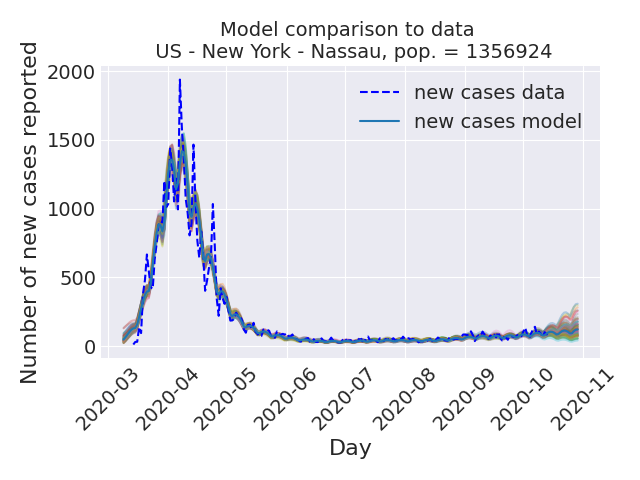 Model comparison to data
US - New York - Nassau, pop. = 1356924
Number of new cases reported
2000
1500
1000
500
0
new cases data
new cases model
2020-03
2020-04
2020-05
2020-06
2020-07
2020-08
2020-09
2020-10
2020-11
Day